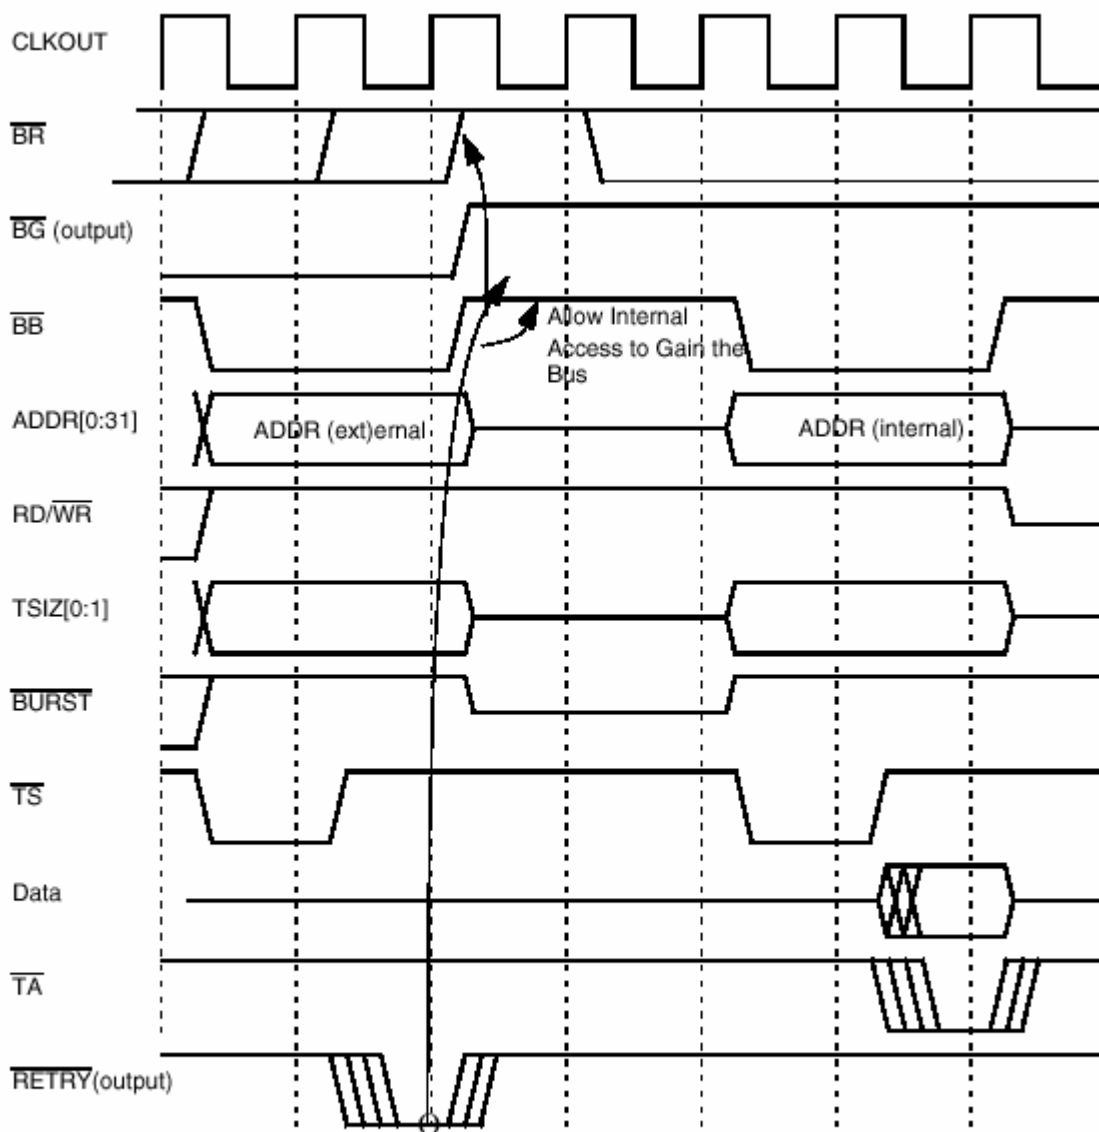 CLKOUT
BR
BG (output)
BB
Allow Internal
Access to Gain the
Bus
ADDR[0:31]
ADDR (ext)ernal
ADDR (internal)
RD/WR
TSIZ[0:1]
BURST
TS
Data
TA
RETRY(output)